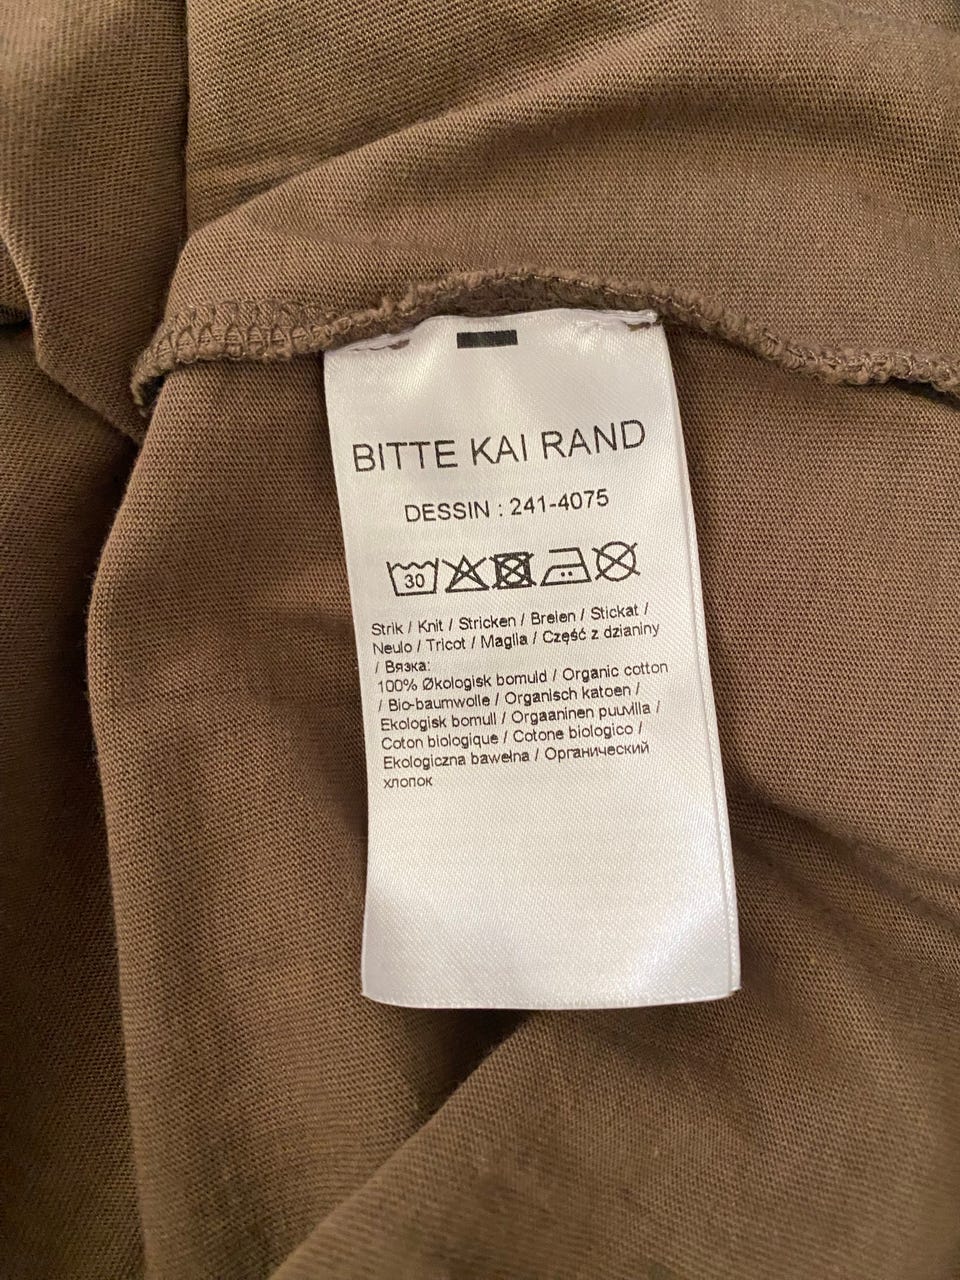 BITTE KAI RAND
DESSIN : 241-4075
30
Strik / Knit / Stricken / Breien / Stickat /
Neulo / Tricot / Maglia / Część z dzianiny
/ Вязка:
100% Økologisk bomuld / Organic cotton
/ Bio-baumwolle / Organisch katoen /
Ekologisk bomull / Orgaaninen puuvilla /
Coton biologique / Cotone biologico /
Ekologiczna bawełna / Органический
хлопок